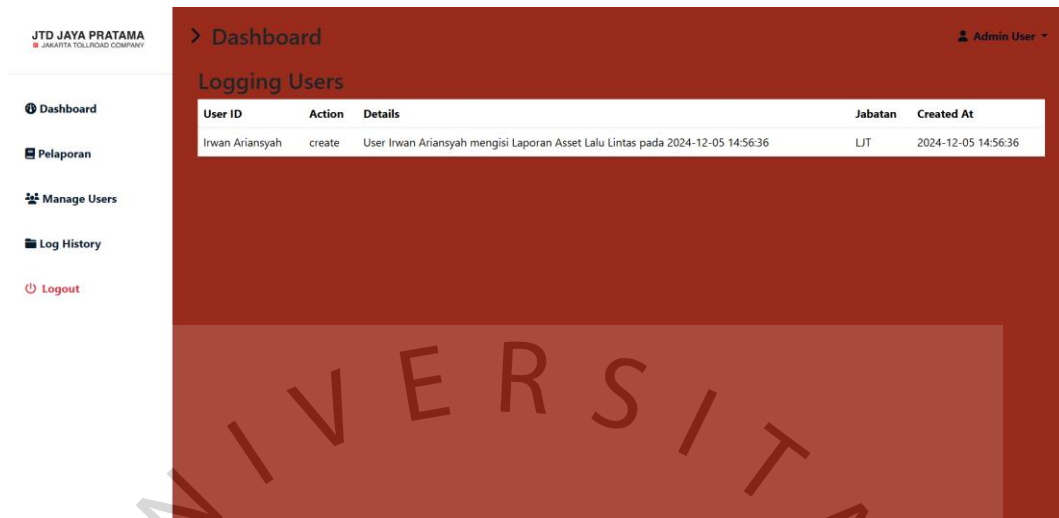 JTD JAYA PRATAMA
JAKARTA TOLLROAD COMPANY
Dashboard
Admin User
Logging Users
User ID Action Details Jabatan Created At
Irwan Ariansyah create User Irwan Ariansyah mengisi Laporan Asset Lalu Lintas pada 2024-12-05 14:56:36 LJT 2024-12-05 14:56:36
Dashboard
Pelaporan
Manage Users
Log History
Logout
NIVERSITA